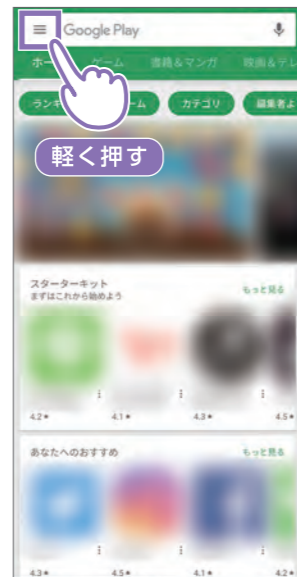 Google Play
ホー
ゲーム
書籍&マンガ
映画&テレ
ランキ
ーム
カテゴリ
編集者よ
軽く押す
スターターキット
まずはこれから始めよう
もっと見る
4.2★
4.1★
4.3★
4.5★
あなたへのおすすめ
もっと見る
4.3★
4.5★
4.1★
4.2★